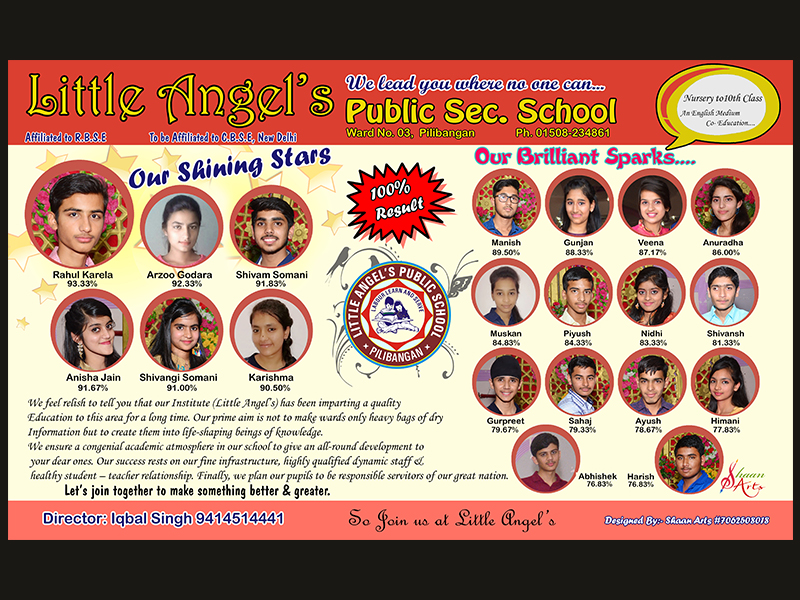 Little Angel's
We lead you where no one can...
Public Sec. School
Ward No. 03, Pilibangan Ph. 01508-234861
Affiliated to R.B.S.E To be Affiliated to C.B.S.E, New Delhi
Nursery to10th Class
An English Medium
Co- Education....
Our Shining Stars
100%
Result
Our Brilliant Sparks....
Rahul Karela
93.33%
Arzoo Godara
92.33%
Shivam Somani
91.83%
Anisha Jain
91.67%
Shivangi Somani
91.00%
Karishma
90.50%
LITTLE ANGEL'S PUBLIC SCHOOL
LABOUR LEARN AND SERVE
PILIBANGAN
Manish
89.50%
Gunjan
88.33%
Veena
87.17%
Anuradha
86.00%
Muskan
84.83%
Piyush
84.33%
Nidhi
83.33%
Shivansh
81.33%
Gurpreet
79.67%
Sahaj
79.33%
Ayush
78.67%
Himani
77.83%
Abhishek
76.83%
Harish
76.83%
Shaan
Arts
We feel relish to tell you that our Institute (Little Angel's) has been imparting a quality
Education to this area for a long time. Our prime aim is not to make wards only heavy bags of dry
Information but to create them into life-shaping beings of knowledge.
We ensure a congenial academic atmosphere in our school to give an all-round development to
your dear ones. Our success rests on our fine infrastructure, highly qualified dynamic staff &
healthy student – teacher relationship. Finally, we plan our pupils to be responsible servitors of our great nation.
Let's join together to make something better & greater.
Director: Iqbal Singh 9414514441
So Join us at Little Angel's
Designed By:- Shaan Arts #7062608018